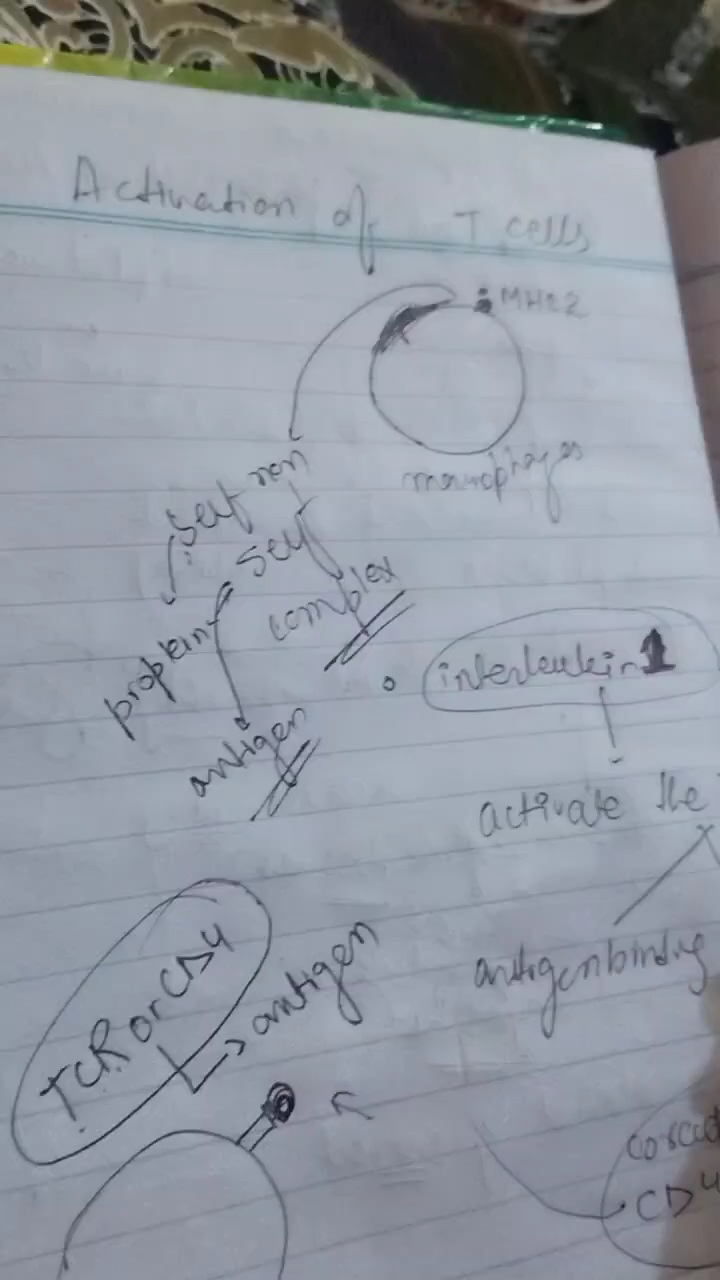 Activation of T cells
MHC2
macrophages
self non
self
complex
protein
antigen
interleukin 1
activate the
antigen binding
TCR or CD4
antigen
CD4